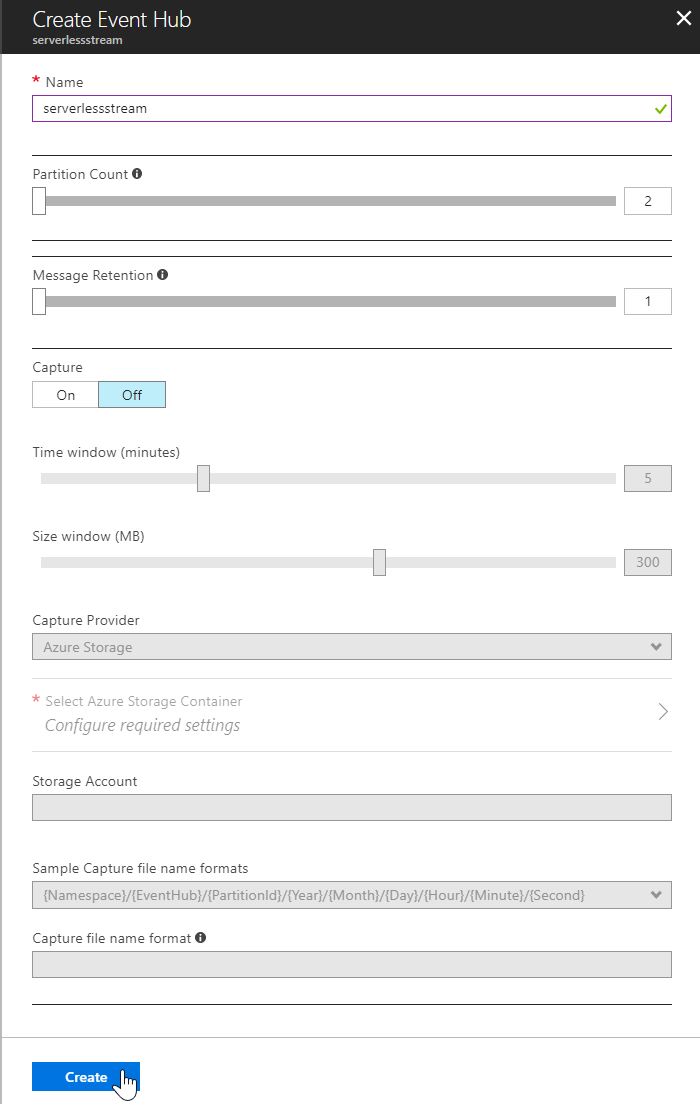 Create Event Hub
serverlessstream
* Name
serverlessstream
Partition Count
2
Message Retention
1
Capture
On Off
Time window (minutes)
5
Size window (MB)
300
Capture Provider
Azure Storage
* Select Azure Storage Container
Configure required settings
Storage Account
Sample Capture file name formats
{Namespace}/{EventHub}/{PartitionId}/{Year}/{Month}/{Day}/{Hour}/{Minute}/{Second}
Capture file name format
Create